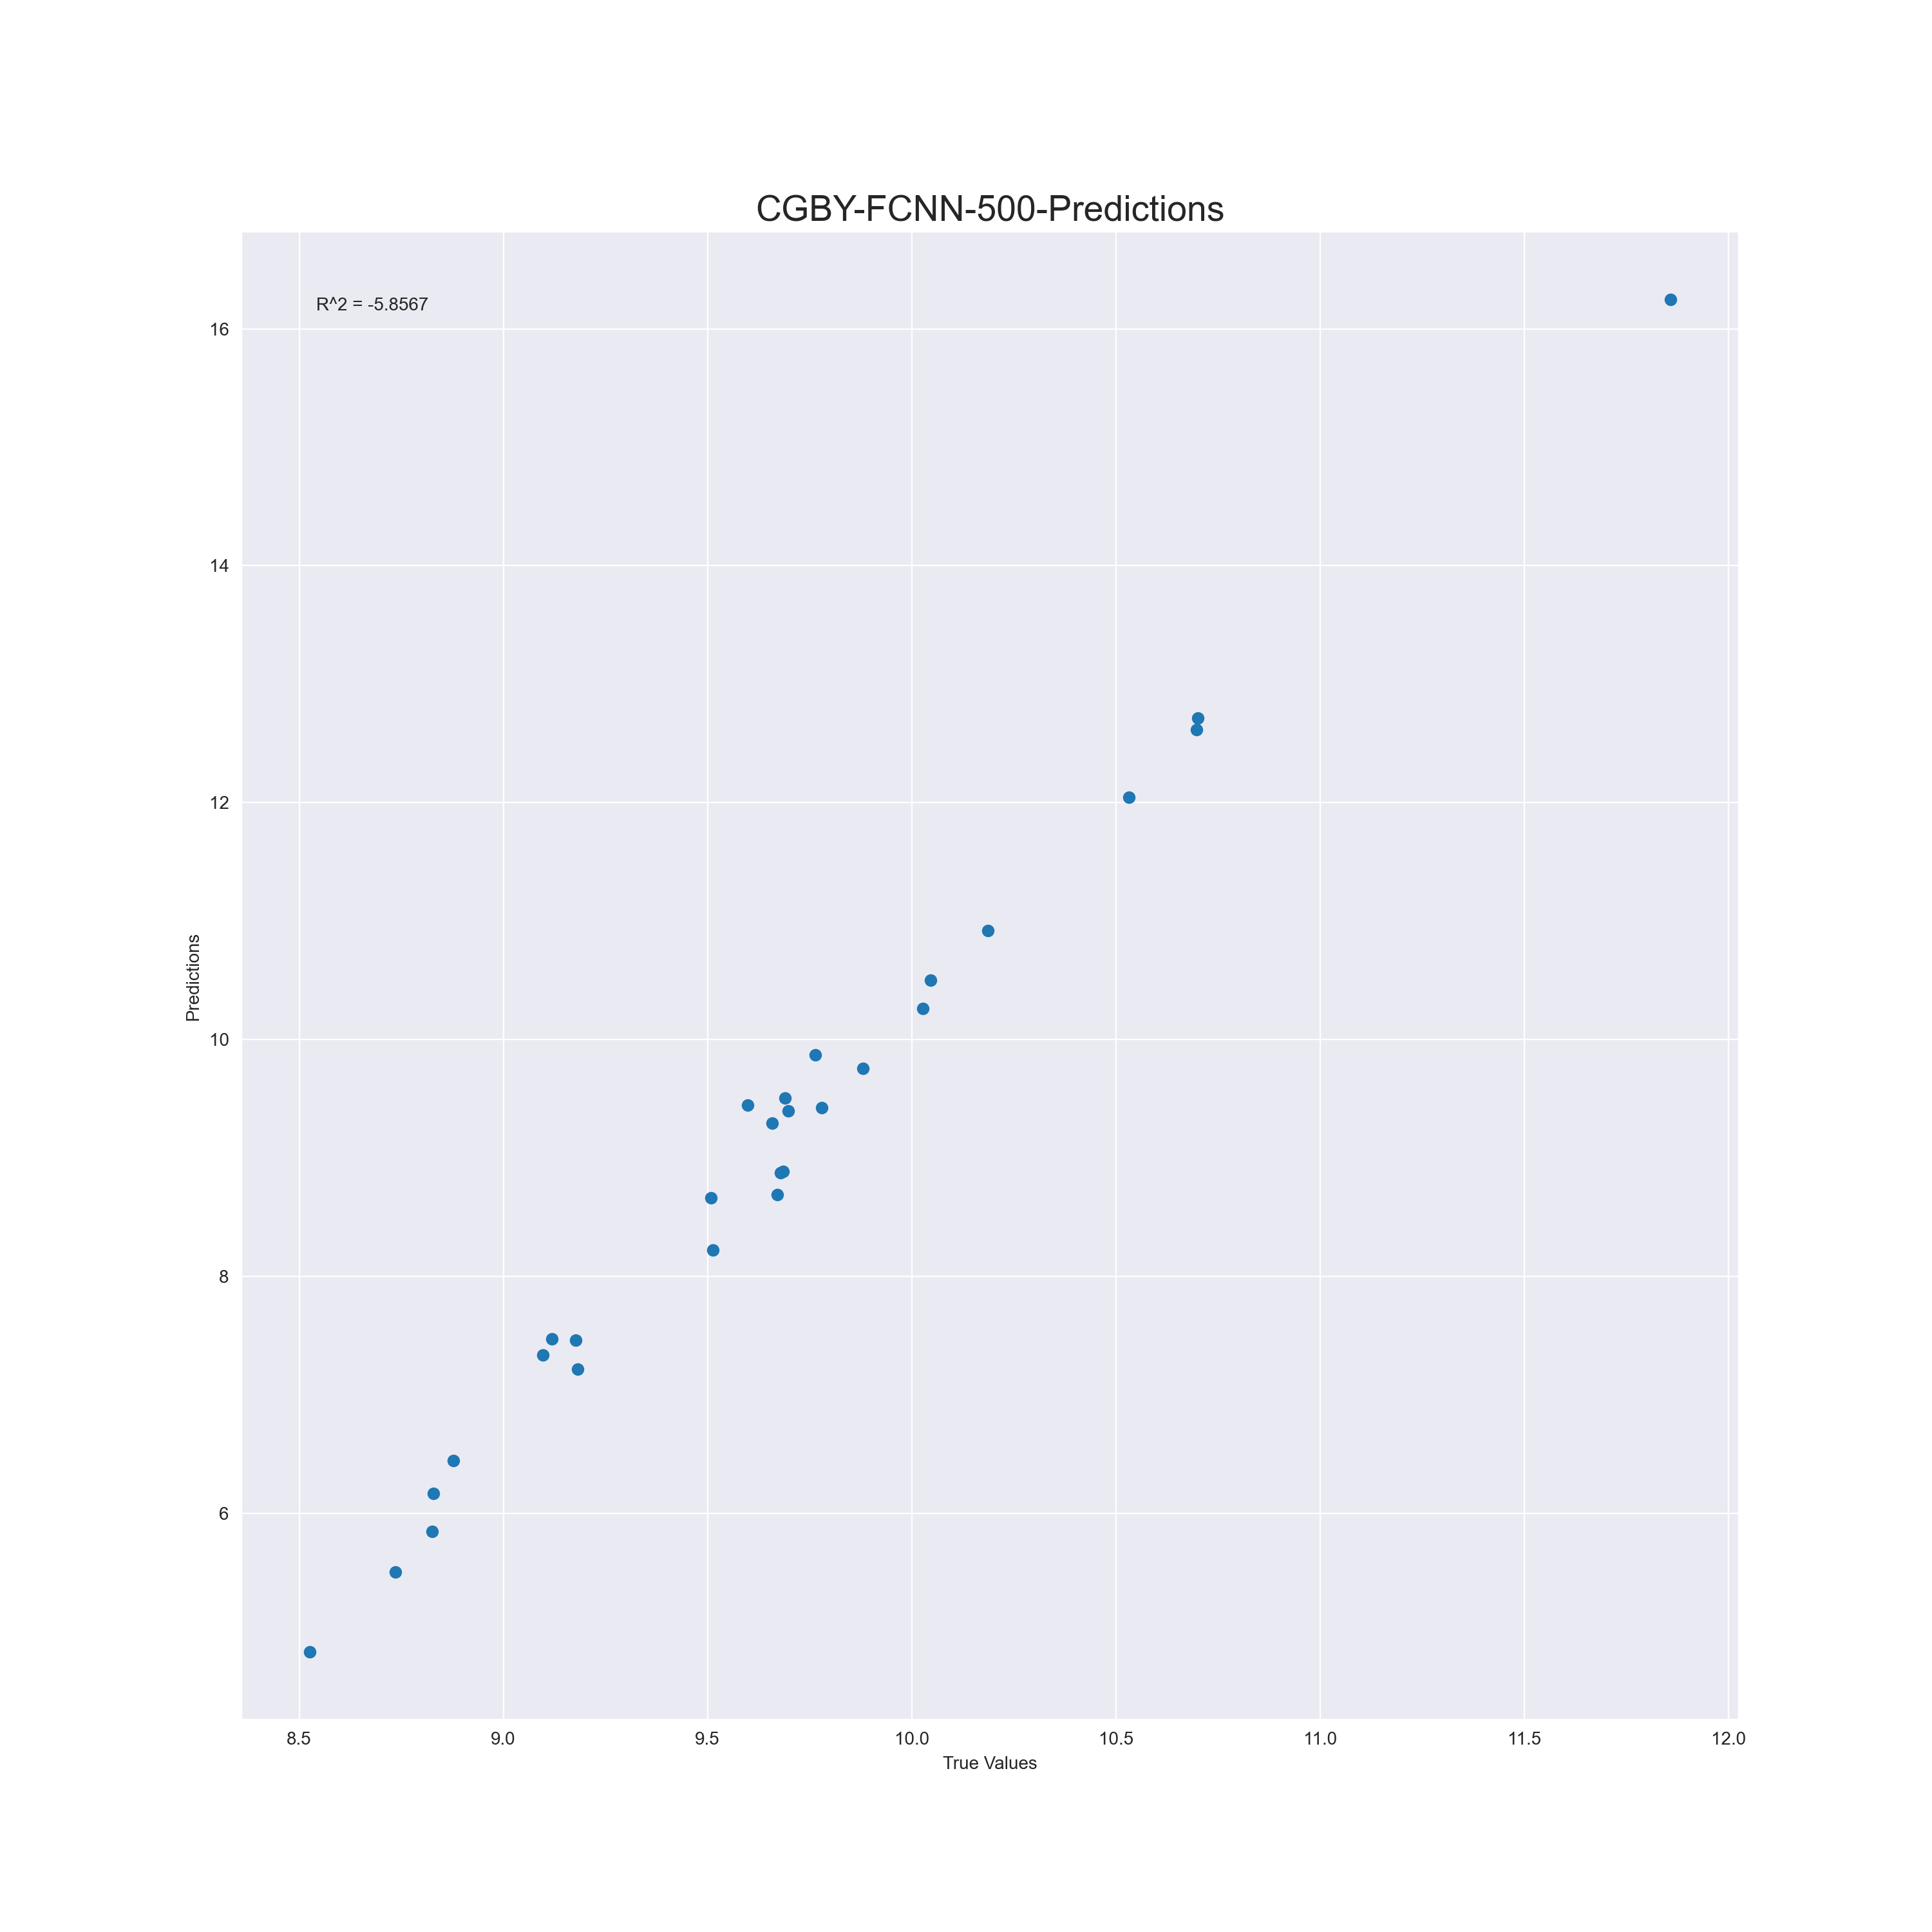 CGBY-FCNN-500-Predictions
R^2 = -5.8567
16
14
12
10
8
6
Predictions
8.5 9.0 9.5 10.0 10.5 11.0 11.5 12.0
True Values